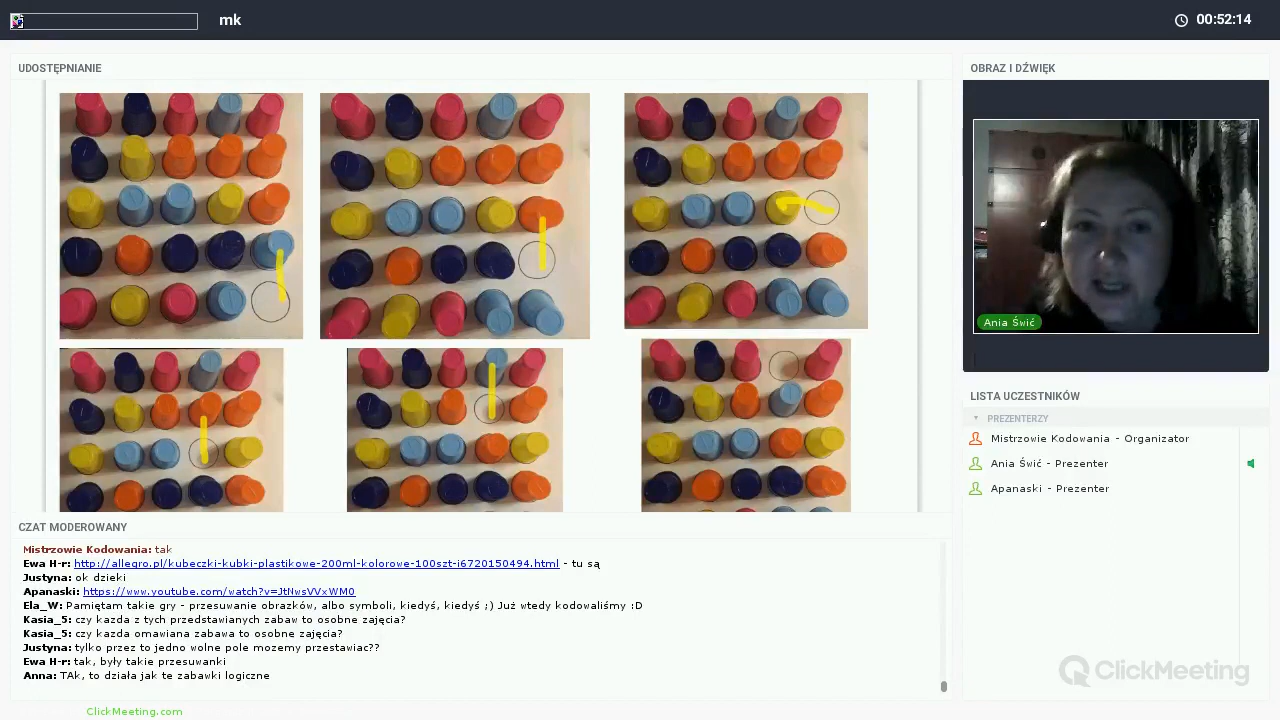 mk
00:52:14
UDOSTĘPNIANIE
OBRAZ I DŹWIĘK
Ania Świć
LISTA UCZESTNIKÓW
PREZENTERZY
Mistrzowie Kodowania - Organizator
Ania Świć - Prezenter
Apanaski - Prezenter
CZAT MODEROWANY
Mistrzowie Kodowania: tak
Ewa H-r: http://allegro.pl/kubeczki-kubki-plastikowe-200ml-kolorowe-100szt-i6720150494.html - tu są
Justyna: ok dzieki
Apanaski: https://www.youtube.com/watch?v=JtNwsVVxWM0
Ela_W: Pamiętam takie gry - przesuwanie obrazków, albo symboli, kiedyś, kiedyś ;) Już wtedy kodowaliśmy :D
Kasia_5: czy kazda z tych przedstawianych zabaw to osobne zajęcia?
Kasia_5: czy kazda omawiana zabawa to osobne zajęcia?
Justyna: tylko przez to jedno wolne pole mozemy przestawiac??
Ewa H-r: tak, były takie przesuwanki
Anna: TAk, to działa jak te zabawki logiczne
ClickMeeting
ClickMeeting.com